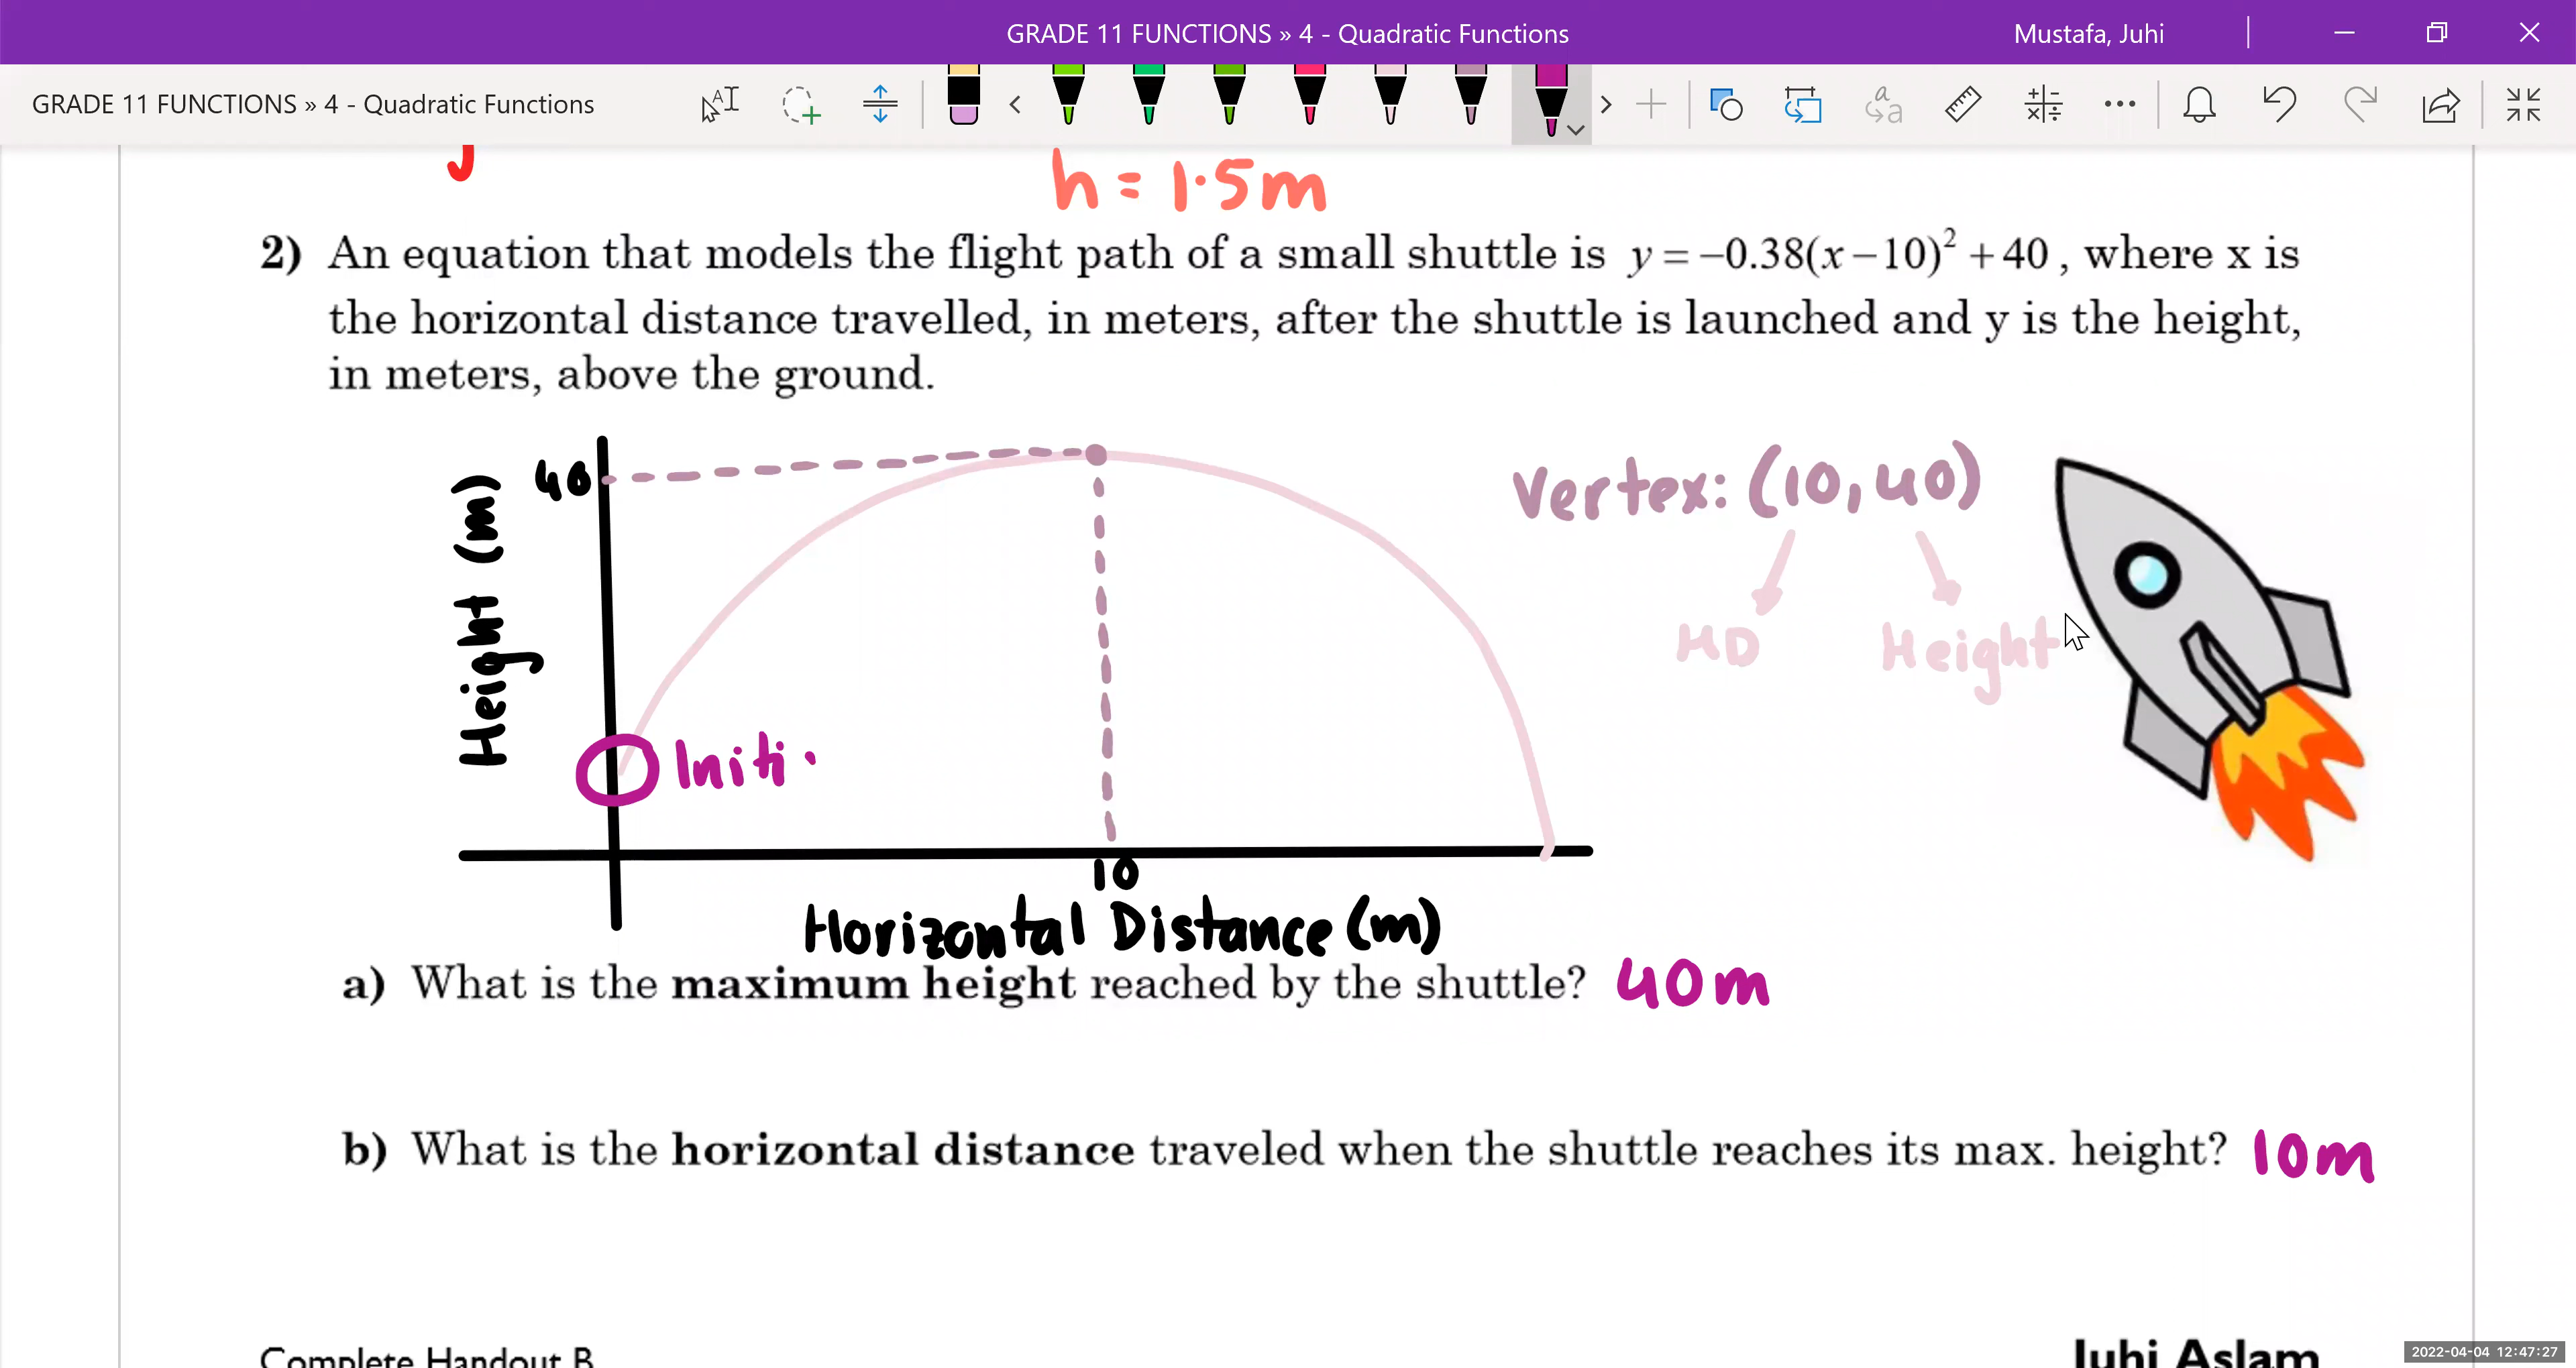 GRADE 11 FUNCTIONS » 4 - Quadratic Functions
Mustafa, Juhi
GRADE 11 FUNCTIONS » 4 - Quadratic Functions
h = 1.5m
2) An equation that models the flight path of a small shuttle is y = −0.38(x − 10)² + 40 , where x is
the horizontal distance travelled, in meters, after the shuttle is launched and y is the height,
in meters, above the ground.
40
Height (m)
Vertex: (10, 40)
HD Height
Initi
10
Horizontal Distance (m)
a) What is the maximum height reached by the shuttle? 40m
b) What is the horizontal distance traveled when the shuttle reaches its max. height? 10m
Complete Handout B
Juhi Aslam
2022-04-04 12:47:27